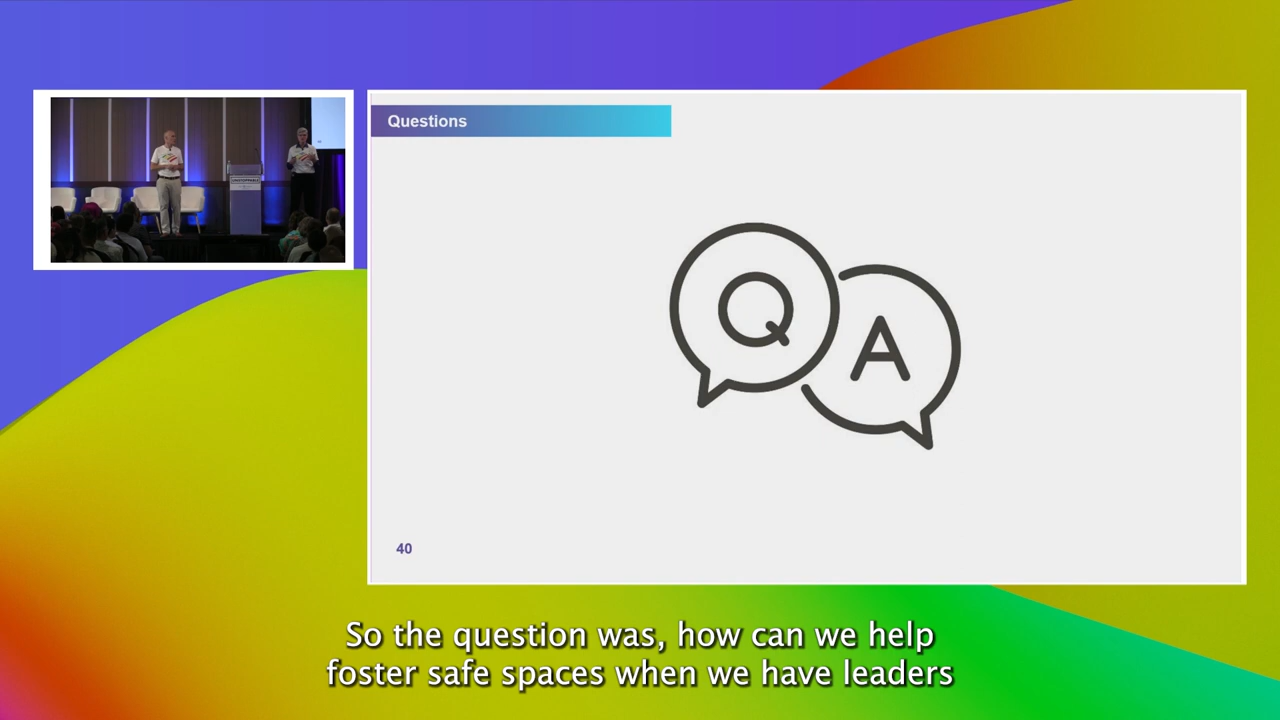 Questions
Q
A
40
So the question was, how can we help
foster safe spaces when we have leaders